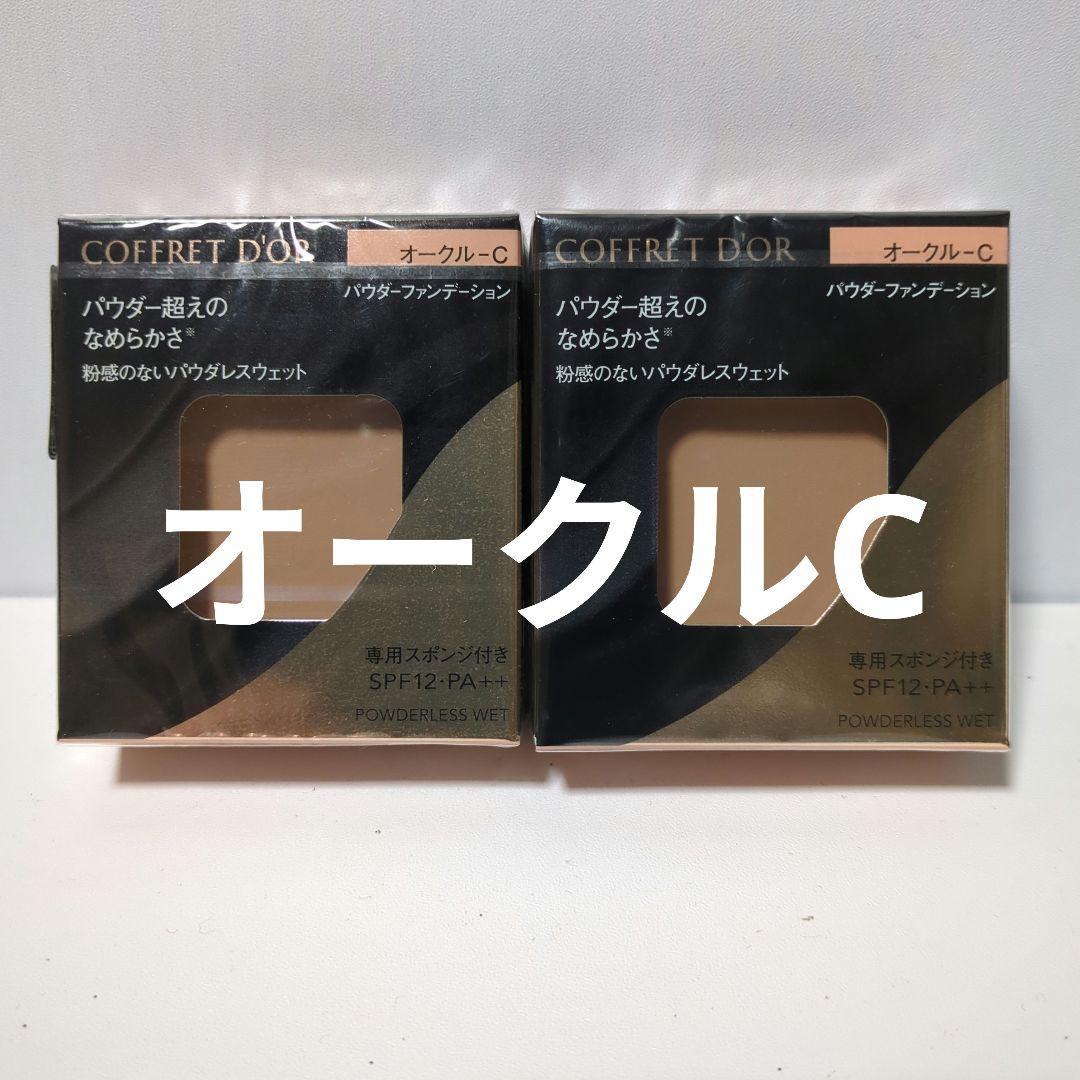 COFFRET D'OR
オークル-C
パウダーファンデーション
パウダー超えの
なめらかさ※
粉感のないパウダレスウェット
専用スポンジ付き
SPF12・PA++
POWDERLESS WET
COFFRET D'OR
オークル-C
パウダーファンデーション
パウダー超えの
なめらかさ※
粉感のないパウダレスウェット
専用スポンジ付き
SPF12・PA++
POWDERLESS WET
オークルC